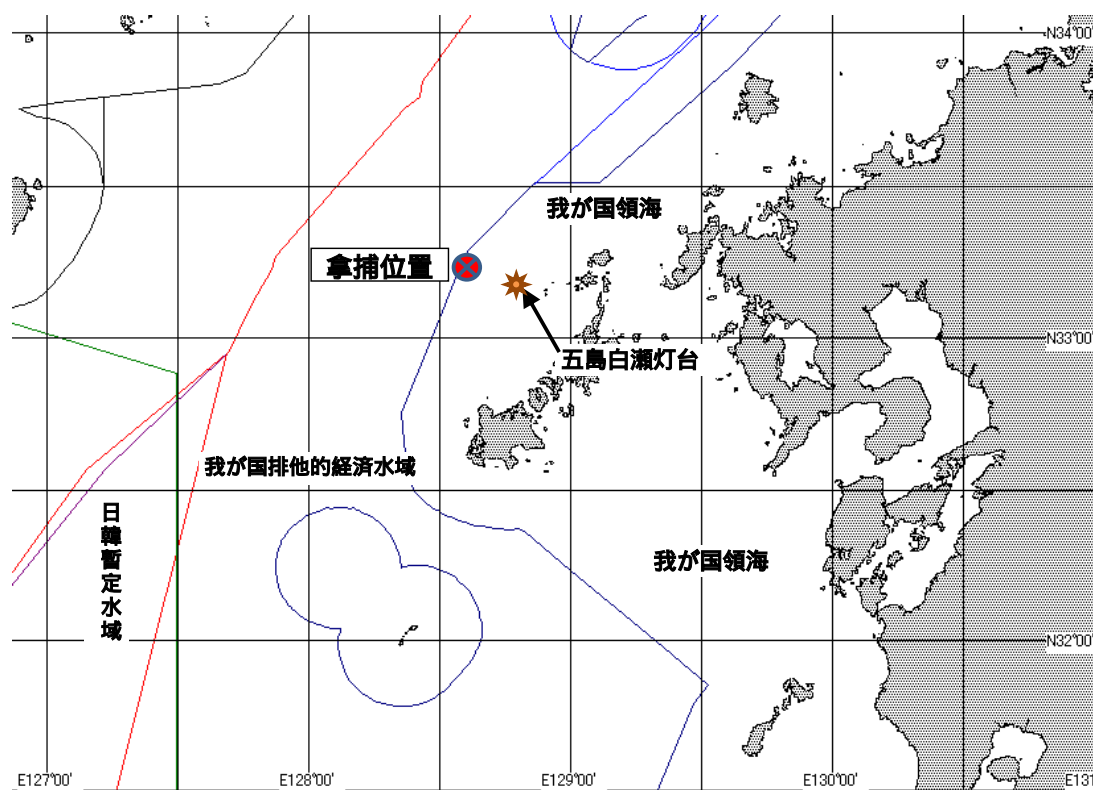 N34°00'
我が国領海
拿捕位置
N33°00'
五島白瀬灯台
我が国排他的経済水域
日韓暫定水域
我が国領海
N32°00'
E127°00'
E128°00'
E129°00'
E130°00'
E131